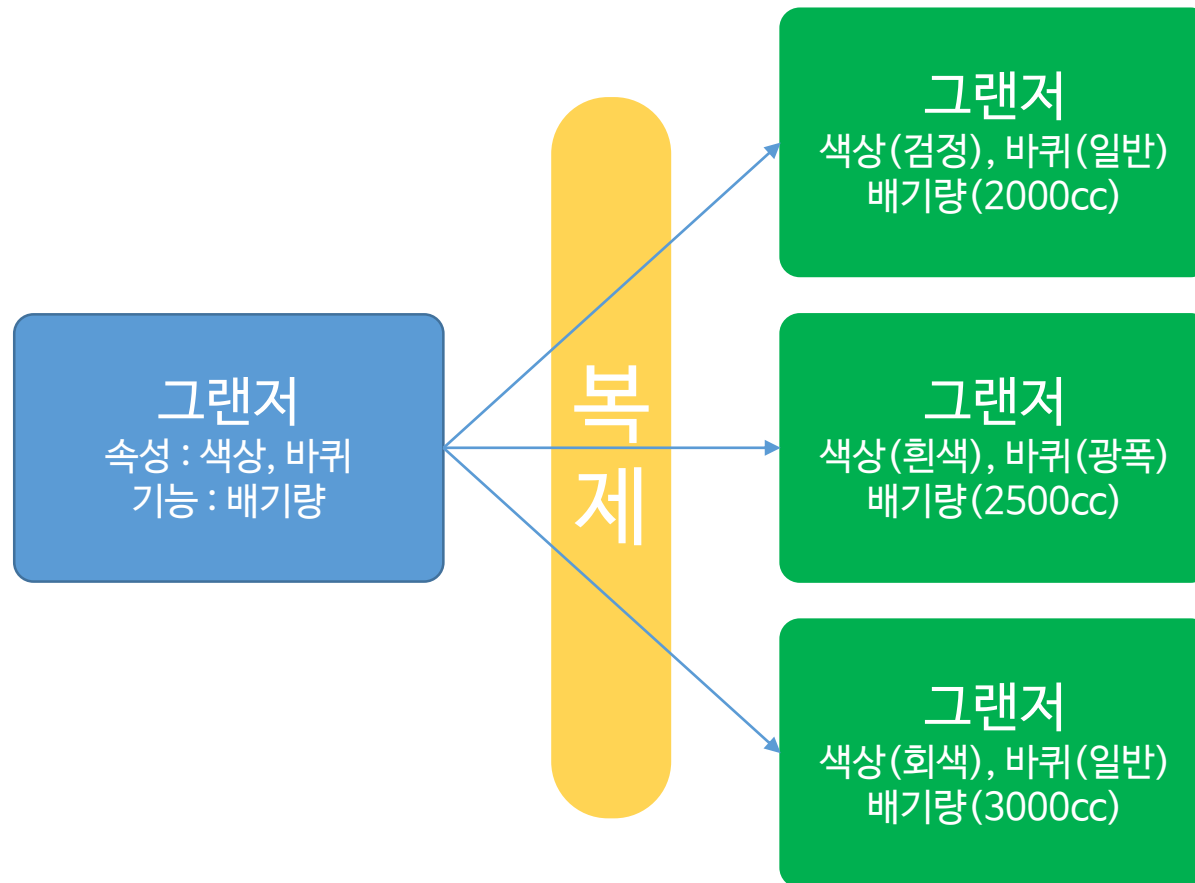 그랜저
속성 : 색상, 바퀴
기능 : 배기량
복
제
그랜저
색상(검정), 바퀴(일반)
배기량(2000cc)
그랜저
색상(흰색), 바퀴(광폭)
배기량(2500cc)
그랜저
색상(회색), 바퀴(일반)
배기량(3000cc)